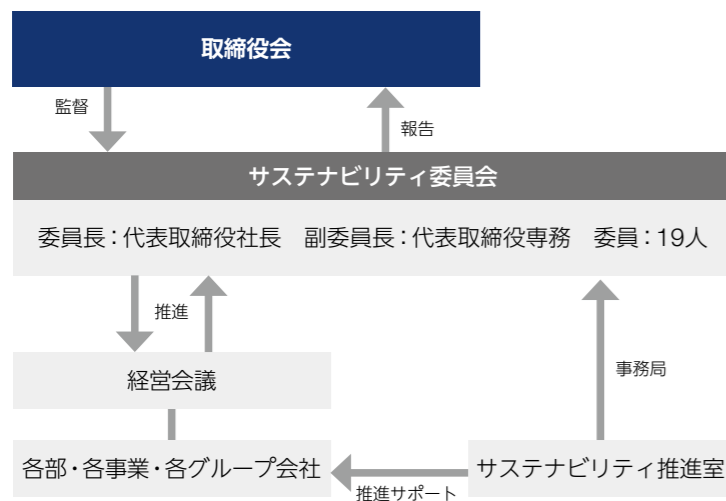 取締役会
監督
報告
サステナビリティ委員会
委員長：代表取締役社長　副委員長：代表取締役専務　委員：19人
推進
事務局
経営会議
各部・各事業・各グループ会社
サステナビリティ推進室
推進サポート